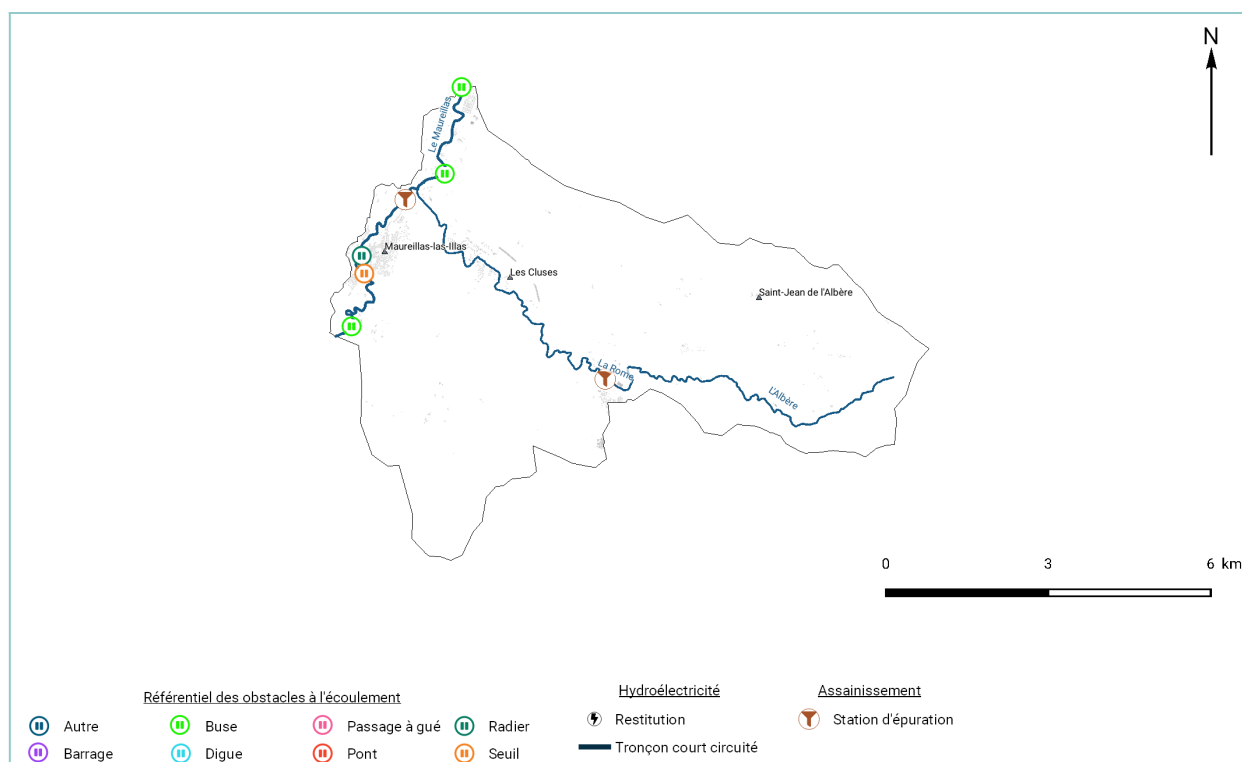 N
Le Maureillas
Maureillas-las-Illas
Les Cluses
Saint-Jean de l'Albère
La Rome
L'Albère
0 3 6 km
Référentiel des obstacles à l'écoulement
Autre
Buse
Passage à gué
Radier
Barrage
Digue
Pont
Seuil
Hydroélectricité
Restitution
Tronçon court circuité
Assainissement
Station d'épuration